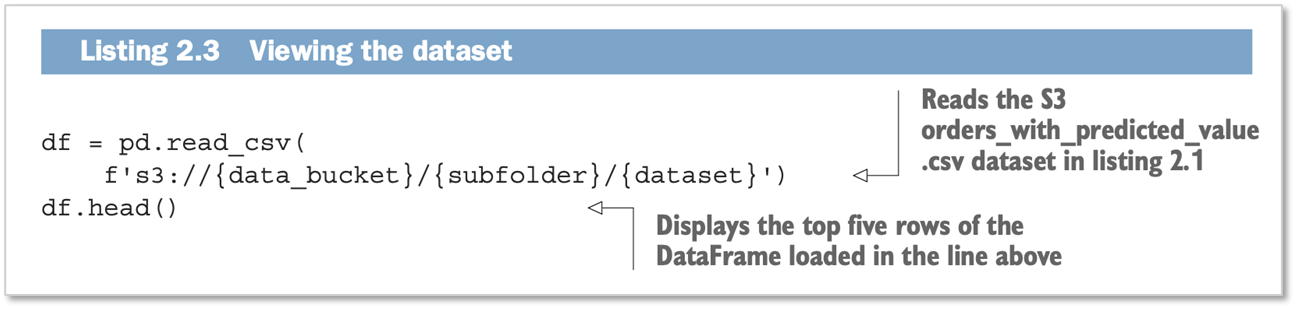 Listing 2.3 Viewing the dataset
Reads the S3
orders_with_predicted_value
.csv dataset in listing 2.1
df = pd.read_csv(
    f's3://{data_bucket}/{subfolder}/{dataset}')
df.head()
Displays the top five rows of the
DataFrame loaded in the line above